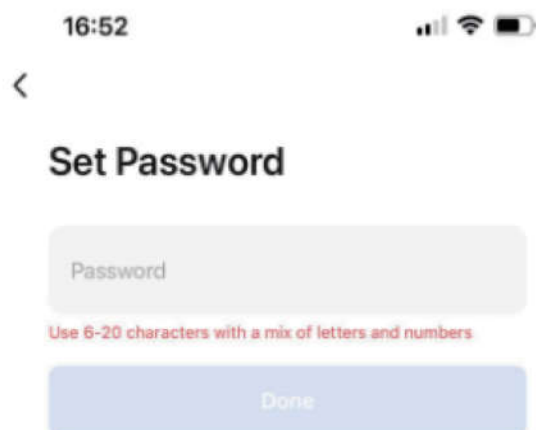 16:52
Set Password
Password
Use 6-20 characters with a mix of letters and numbers
Done